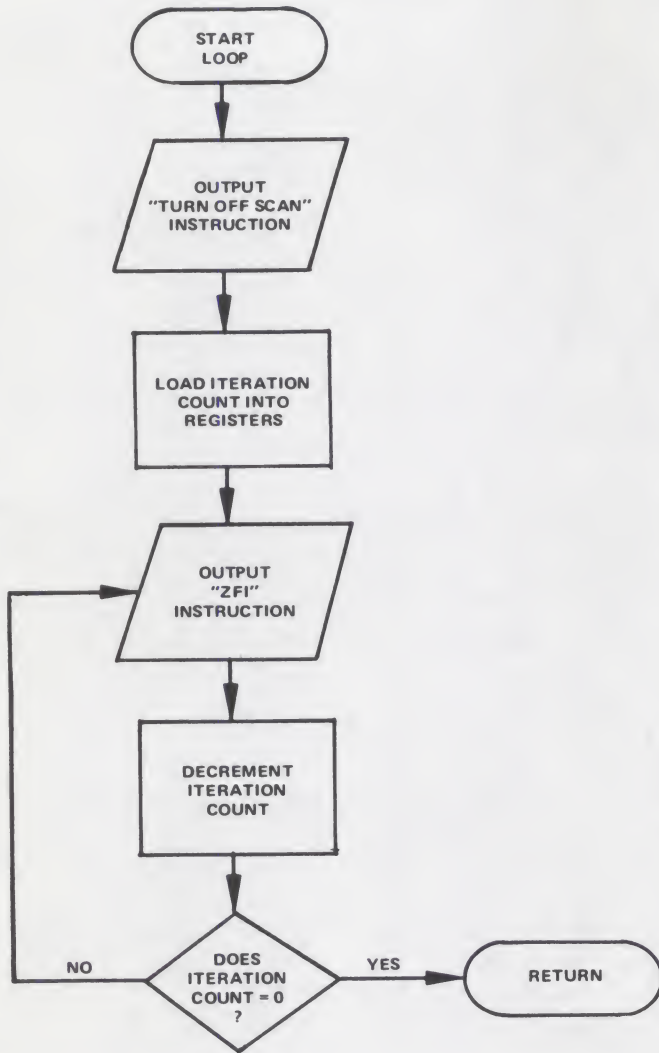 START
LOOP
OUTPUT
"TURN OFF SCAN"
INSTRUCTION
LOAD ITERATION
COUNT INTO
REGISTERS
OUTPUT
"ZFI"
INSTRUCTION
DECREMENT
ITERATION
COUNT
DOES
ITERATION
COUNT = 0
?
NO
YES
RETURN